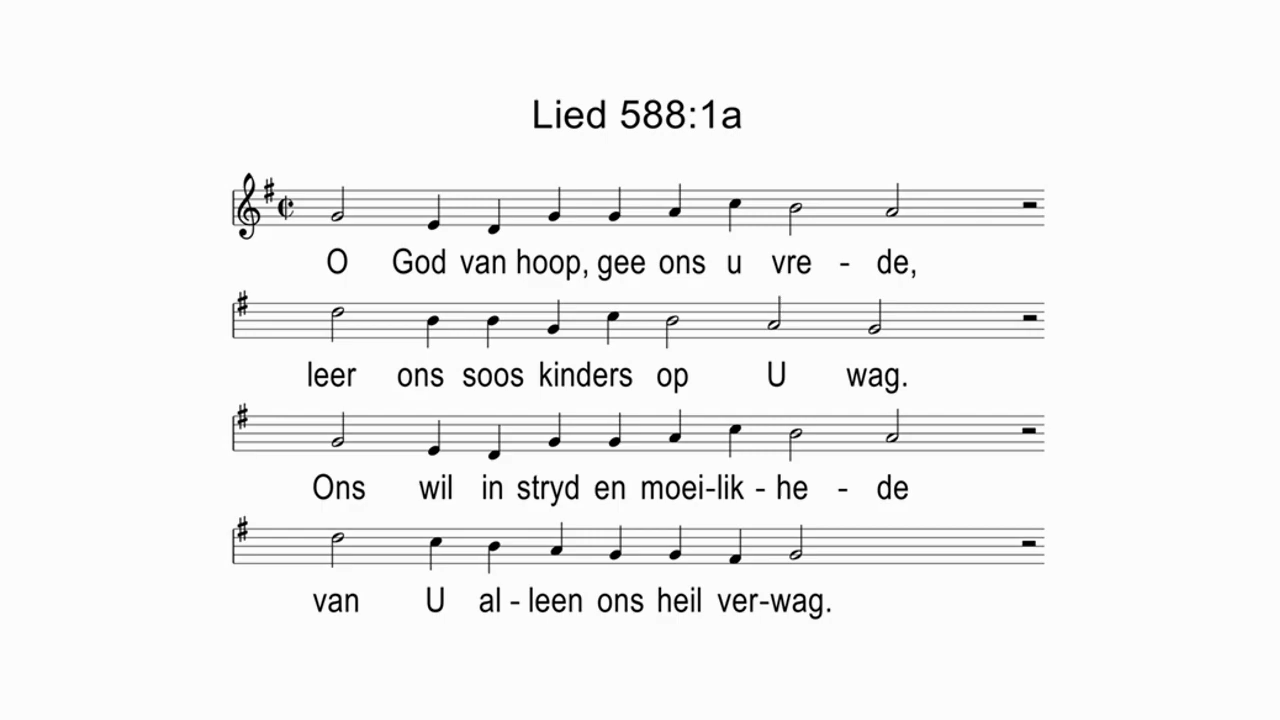 Lied 588:1a
O God van hoop, gee ons u vre - de,
leer ons soos kinders op U wag.
Ons wil in stryd en moei-lik - he - de
van U al - leen ons heil ver-wag.